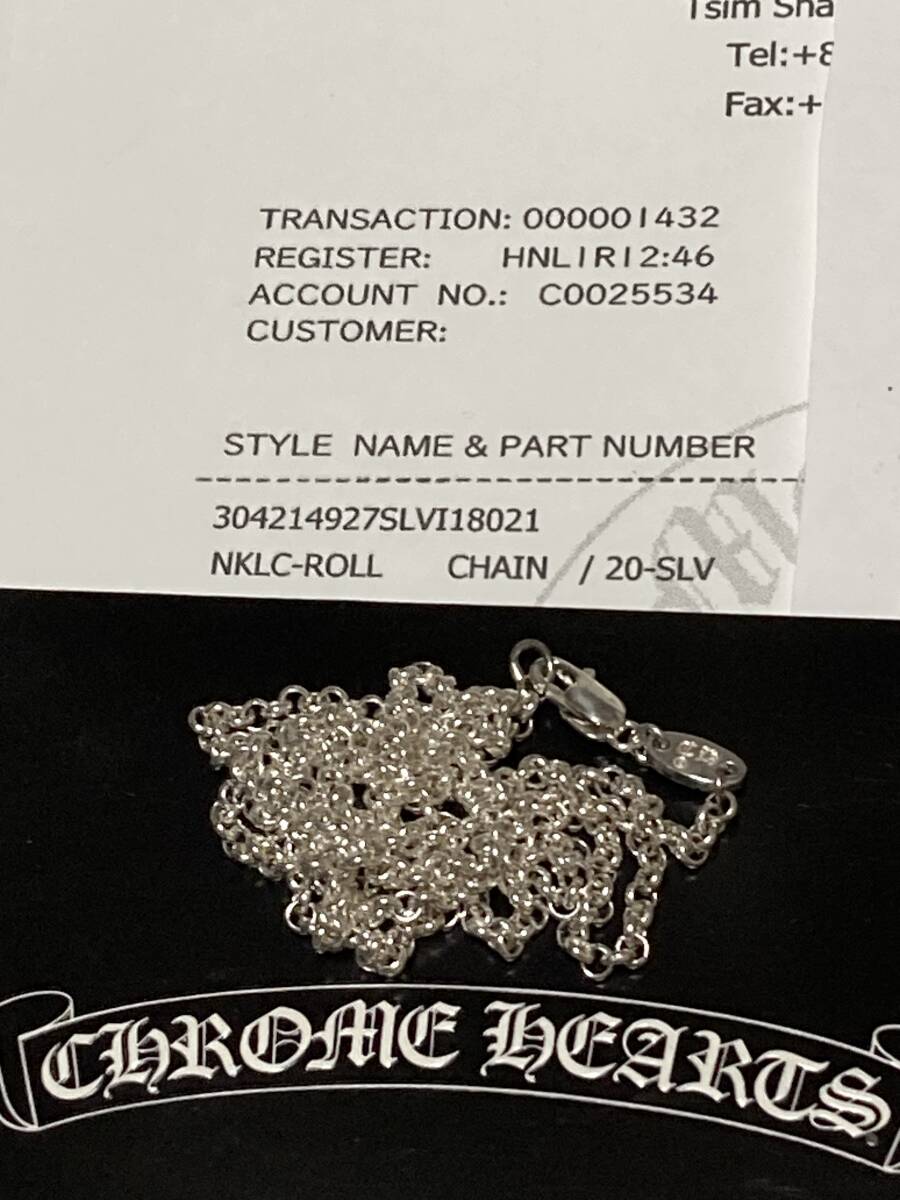 Tsim Sha
Tel:+8
Fax:+
TRANSACTION: 000001432
REGISTER: HNL1R12:46
ACCOUNT NO.: C0025534
CUSTOMER:
STYLE NAME & PART NUMBER
304214927SLVI18021
NKLC-ROLL CHAIN / 20-SLV
CHROME HEARTS